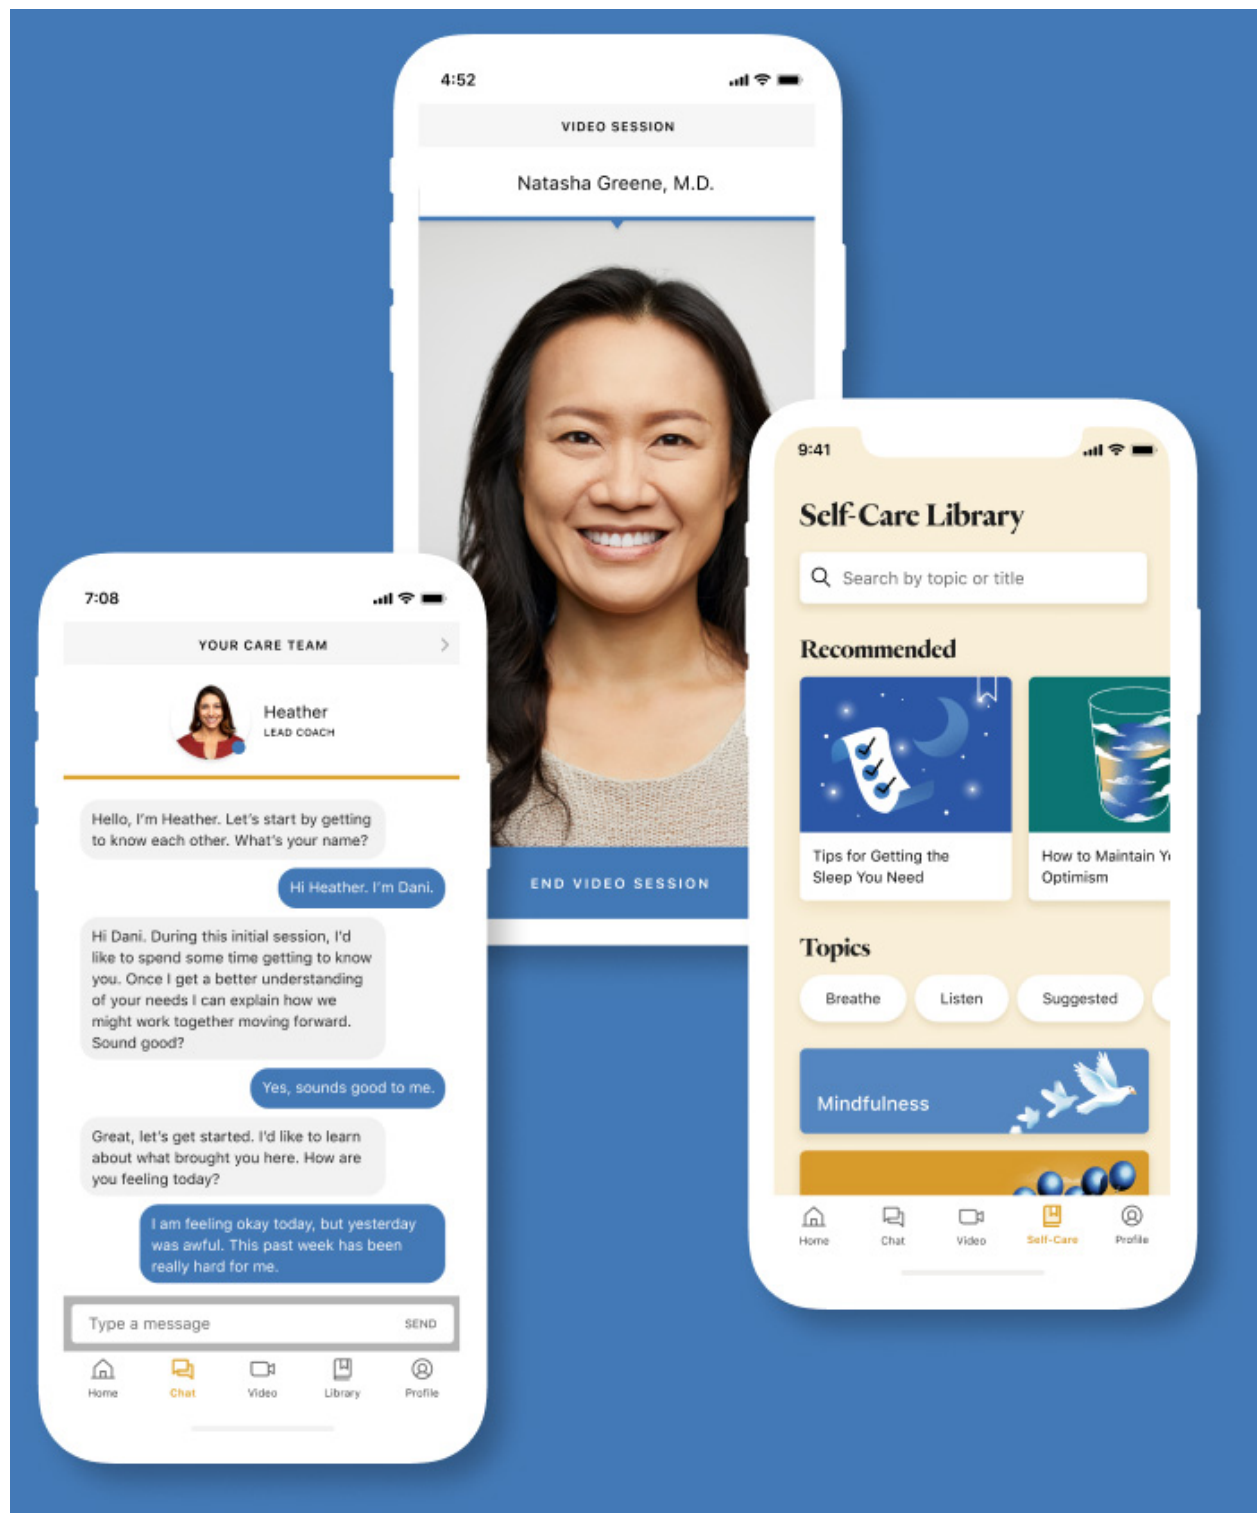 4:52
VIDEO SESSION
Natasha Greene, M.D.
END VIDEO SESSION
7:08
YOUR CARE TEAM
Heather
LEAD COACH
Hello, I'm Heather. Let's start by getting
to know each other. What's your name?
Hi Heather. I'm Dani.
Hi Dani. During this initial session, I'd
like to spend some time getting to know
you. Once I get a better understanding
of your needs I can explain how we
might work together moving forward.
Sound good?
Yes, sounds good to me.
Great, let's get started. I'd like to learn
about what brought you here. How are
you feeling today?
I am feeling okay today, but yesterday
was awful. This past week has been
really hard for me.
Type a message SEND
Home Chat Video Library Profile
9:41
Self-Care Library
Search by topic or title
Recommended
Tips for Getting the
Sleep You Need
How to Maintain
Optimism
Topics
Breathe Listen Suggested
Mindfulness
Home Chat Video Self-Care Profile